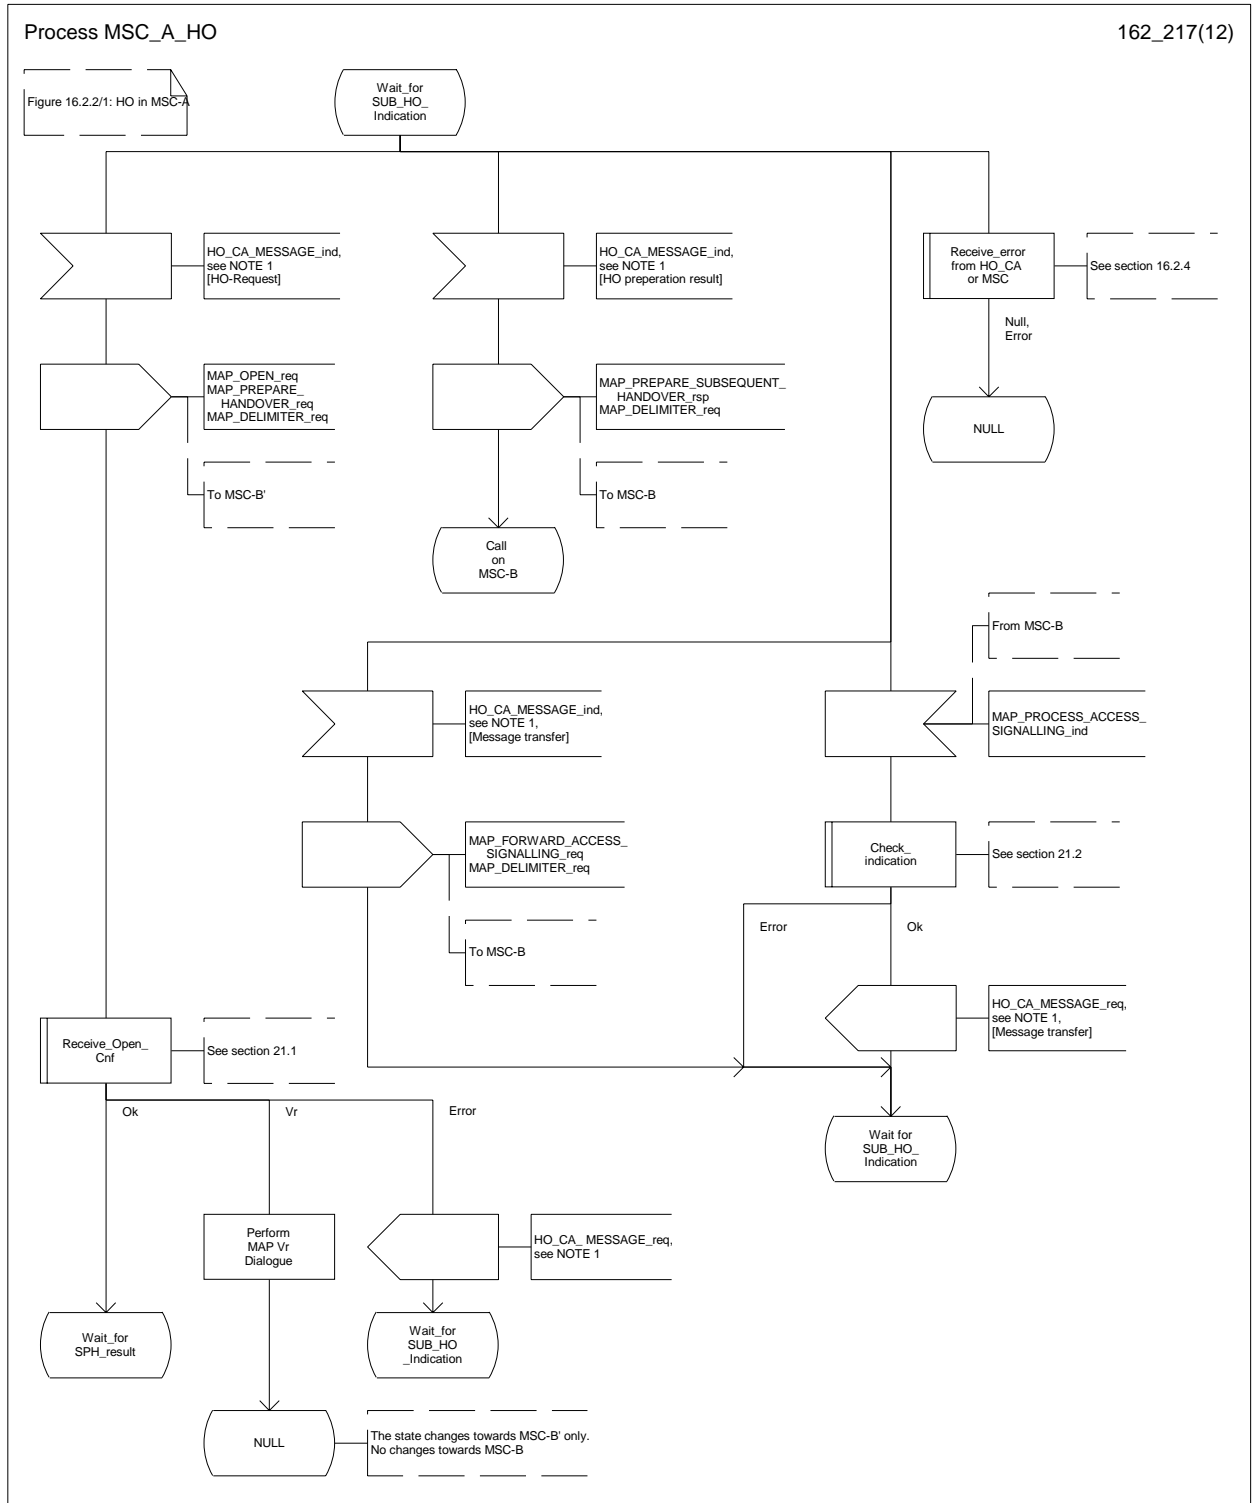 Process MSC_A_HO
162_217(12)
Figure 16.2.2/1: HO in MSC-A
Wait_for
SUB_HO_
Indication
HO_CA_MESSAGE_ind,
see NOTE 1
[HO-Request]
HO_CA_MESSAGE_ind,
see NOTE 1
[HO preperation result]
Receive_error
from HO_CA
or MSC
See section 16.2.4
Null,
Error
MAP_OPEN_req
MAP_PREPARE_
HANDOVER_req
MAP_DELIMITER_req
MAP_PREPARE_SUBSEQUENT_
HANDOVER_rsp
MAP_DELIMITER_req
NULL
To MSC-B'
To MSC-B
Call
on
MSC-B
From MSC-B
HO_CA_MESSAGE_ind,
see NOTE 1,
[Message transfer]
MAP_PROCESS_ACCESS_
SIGNALLING_ind
MAP_FORWARD_ACCESS_
SIGNALLING_req
MAP_DELIMITER_req
Check_
indication
See section 21.2
Error
Ok
To MSC-B
HO_CA_MESSAGE_req,
see NOTE 1,
[Message transfer]
Receive_Open_
Cnf
See section 21.1
Ok
Vr
Error
Wait for
SUB_HO_
Indication
Perform
MAP Vr
Dialogue
HO_CA_ MESSAGE_req,
see NOTE 1
Wait_for
SPH_result
Wait_for
SUB_HO
_Indication
NULL
The state changes towards MSC-B' only.
No changes towards MSC-B